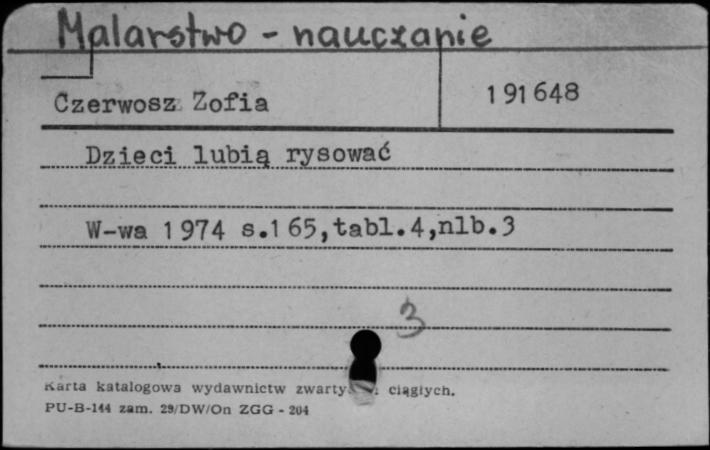 Malarstwo - nauczanie
Czerwosz Zofia 191648
Dzieci lubią rysować
W-wa 1974 s.165,tabl.4,nlb.3
3
Karta katalogowa wydawnictw ciągłych.
PU-B-144 zam. 29/DW/On ZGG - 204